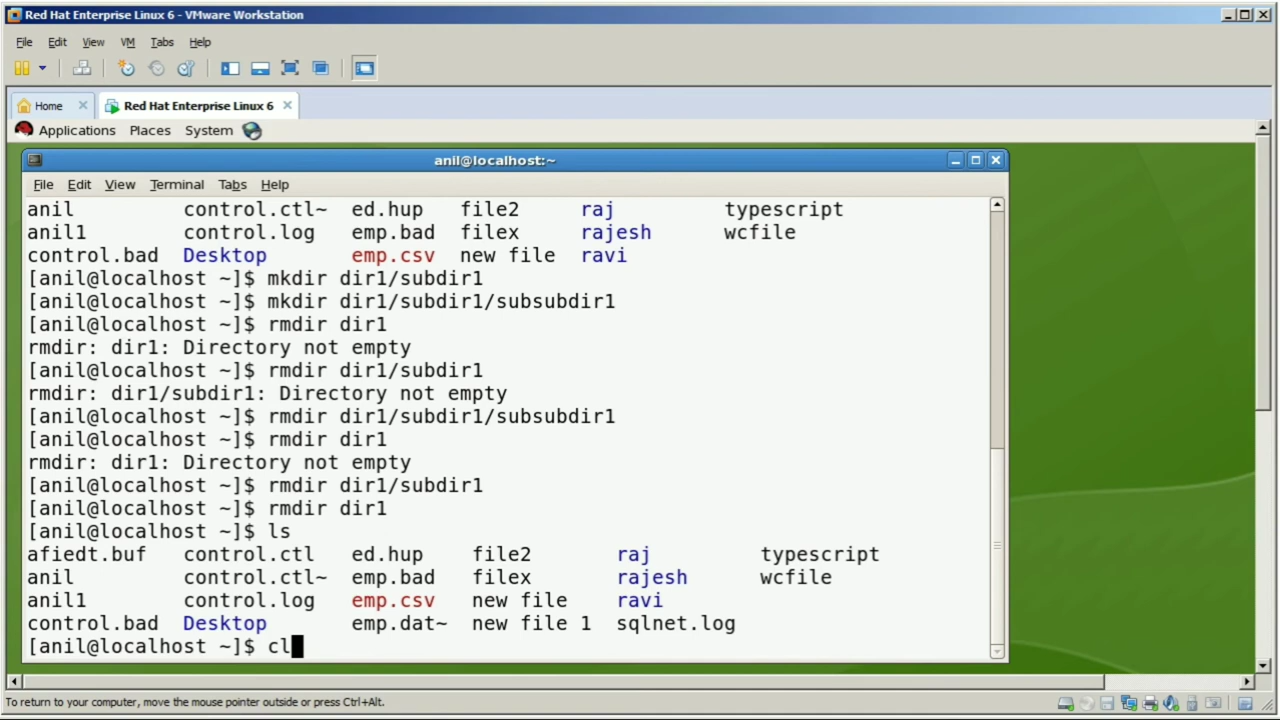 Red Hat Enterprise Linux 6 - VMware Workstation
File Edit View VM Tabs Help
Home Red Hat Enterprise Linux 6
Applications Places System
anil@localhost:~
File Edit View Terminal Tabs Help
anil control.ctl~ ed.hup file2 raj typescript
anil1 control.log emp.bad filex rajesh wcfile
control.bad Desktop emp.csv new file ravi
[anil@localhost ~]$ mkdir dir1/subdir1
[anil@localhost ~]$ mkdir dir1/subdir1/subsubdir1
[anil@localhost ~]$ rmdir dir1
rmdir: dir1: Directory not empty
[anil@localhost ~]$ rmdir dir1/subdir1
rmdir: dir1/subdir1: Directory not empty
[anil@localhost ~]$ rmdir dir1/subdir1/subsubdir1
[anil@localhost ~]$ rmdir dir1
rmdir: dir1: Directory not empty
[anil@localhost ~]$ rmdir dir1/subdir1
[anil@localhost ~]$ rmdir dir1
[anil@localhost ~]$ ls
afiedt.buf control.ctl ed.hup file2 raj typescript
anil control.ctl~ emp.bad filex rajesh wcfile
anil1 control.log emp.csv new file ravi
control.bad Desktop emp.dat~ new file 1 sqlnet.log
[anil@localhost ~]$ cl
To return to your computer, move the mouse pointer outside or press Ctrl+Alt.